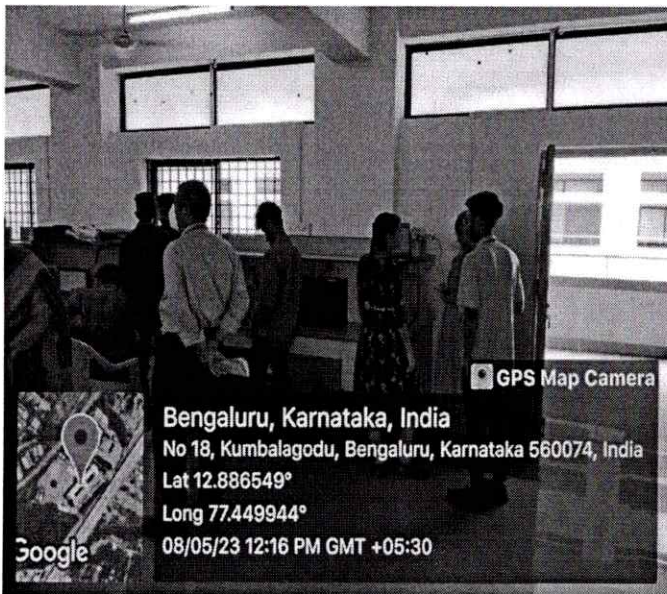 GPS Map Camera
Bengaluru, Karnataka, India
No 18, Kumbalagodu, Bengaluru, Karnataka 560074, India
Lat 12.886549°
Long 77.449944°
08/05/23 12:16 PM GMT +05:30
Google